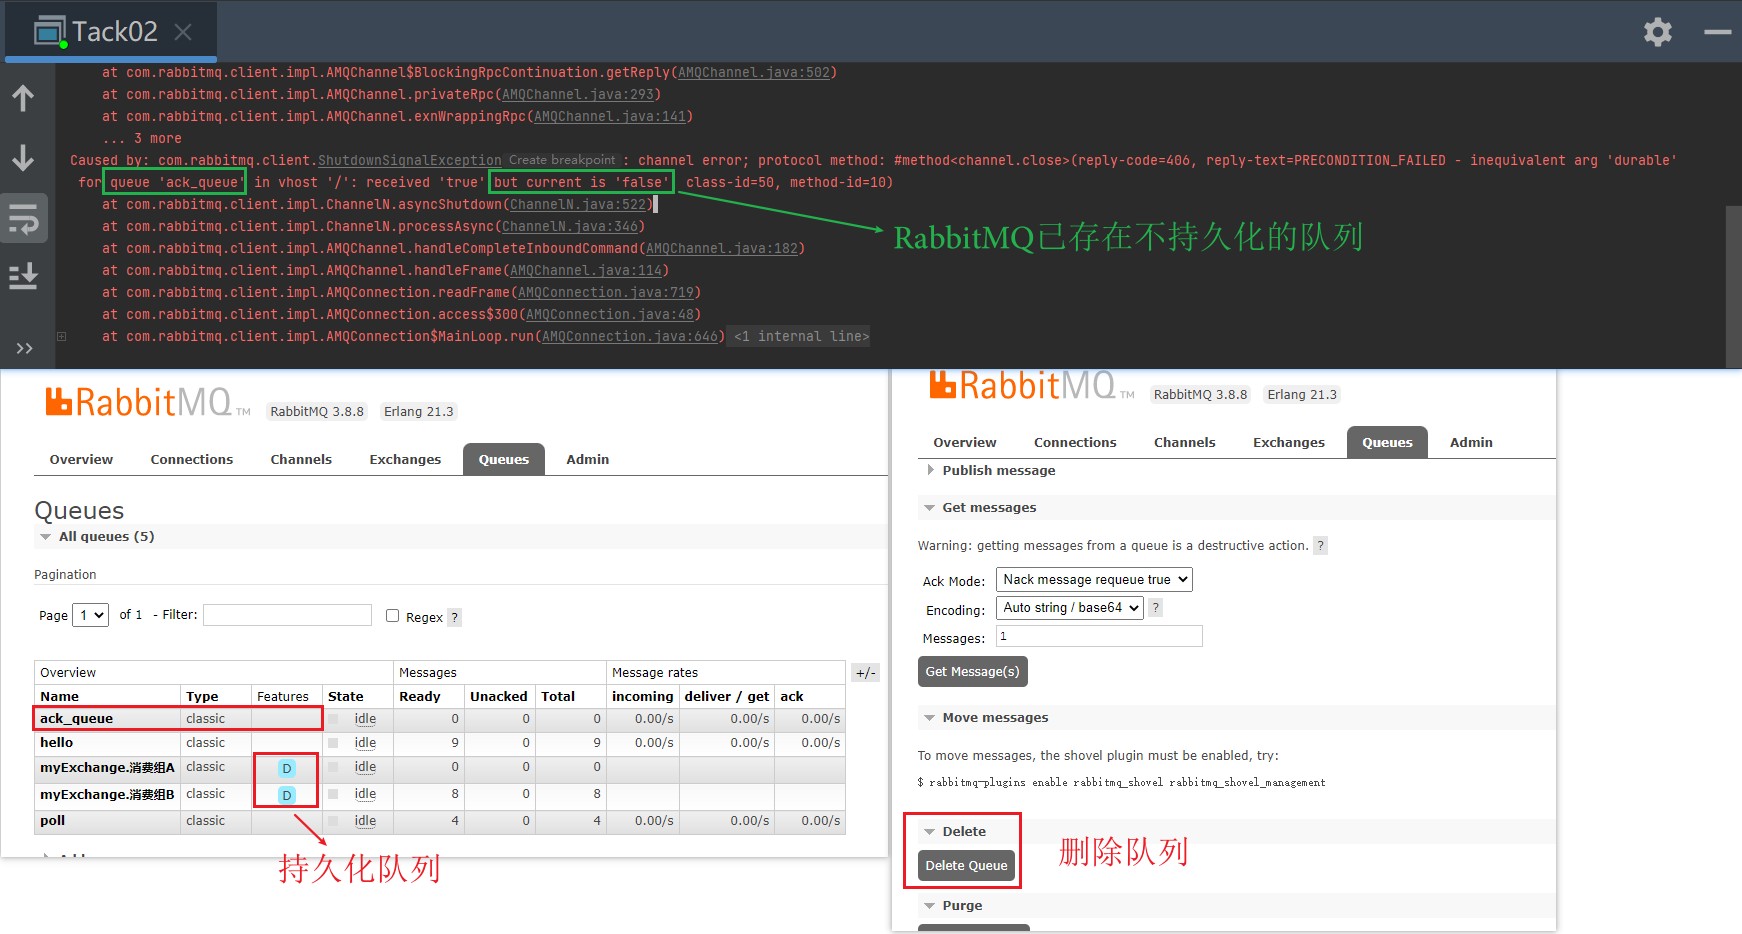 Tack02
at com.rabbitmq.client.impl.AMQChannel$BlockingRpcContinuation.getReply(AMQChannel.java:502)
at com.rabbitmq.client.impl.AMQChannel.privateRpc(AMQChannel.java:293)
at com.rabbitmq.client.impl.AMQChannel.exnWrappingRpc(AMQChannel.java:141)
... 3 more
Caused by: com.rabbitmq.client.ShutdownSignalException Create breakpoint : channel error; protocol method: #method<channel.close>(reply-code=406, reply-text=PRECONDITION_FAILED - inequivalent arg 'durable'
for queue 'ack_queue' in vhost '/': received 'true' but current is 'false' class-id=50, method-id=10)
at com.rabbitmq.client.impl.ChannelN.asyncShutdown(ChannelN.java:522)
at com.rabbitmq.client.impl.ChannelN.processAsync(ChannelN.java:346)
at com.rabbitmq.client.impl.AMQChannel.handleCompleteInboundCommand(AMQChannel.java:182)
at com.rabbitmq.client.impl.AMQChannel.handleFrame(AMQChannel.java:114)
at com.rabbitmq.client.impl.AMQConnection.readFrame(AMQConnection.java:719)
at com.rabbitmq.client.impl.AMQConnection.access$300(AMQConnection.java:48)
at com.rabbitmq.client.impl.AMQConnection$MainLoop.run(AMQConnection.java:646) <1 internal line>
RabbitMQ已存在不持久化的队列
RabbitMQ TM RabbitMQ 3.8.8 Erlang 21.3
Overview Connections Channels Exchanges Queues Admin
Queues
All queues (5)
Pagination
Page 1 of 1 - Filter: Regex ?
Overview Messages Message rates +/-
Name Type Features State Ready Unacked Total incoming deliver / get ack
ack_queue classic idle 0 0 0 0.00/s 0.00/s 0.00/s
hello classic idle 9 0 9 0.00/s 0.00/s 0.00/s
myExchange.消费组A classic D idle 0 0 0
myExchange.消费组B classic D idle 8 0 8
poll classic idle 4 0 4 0.00/s 0.00/s 0.00/s
持久化队列
RabbitMQ TM RabbitMQ 3.8.8 Erlang 21.3
Overview Connections Channels Exchanges Queues Admin
Publish message
Get messages
Warning: getting messages from a queue is a destructive action. ?
Ack Mode: Nack message requeue true
Encoding: Auto string / base64 ?
Messages: 1
Get Message(s)
Move messages
To move messages, the shovel plugin must be enabled, try:
$ rabbitmq-plugins enable rabbitmq_shovel rabbitmq_shovel_management
Delete
Delete Queue
删除队列
Purge